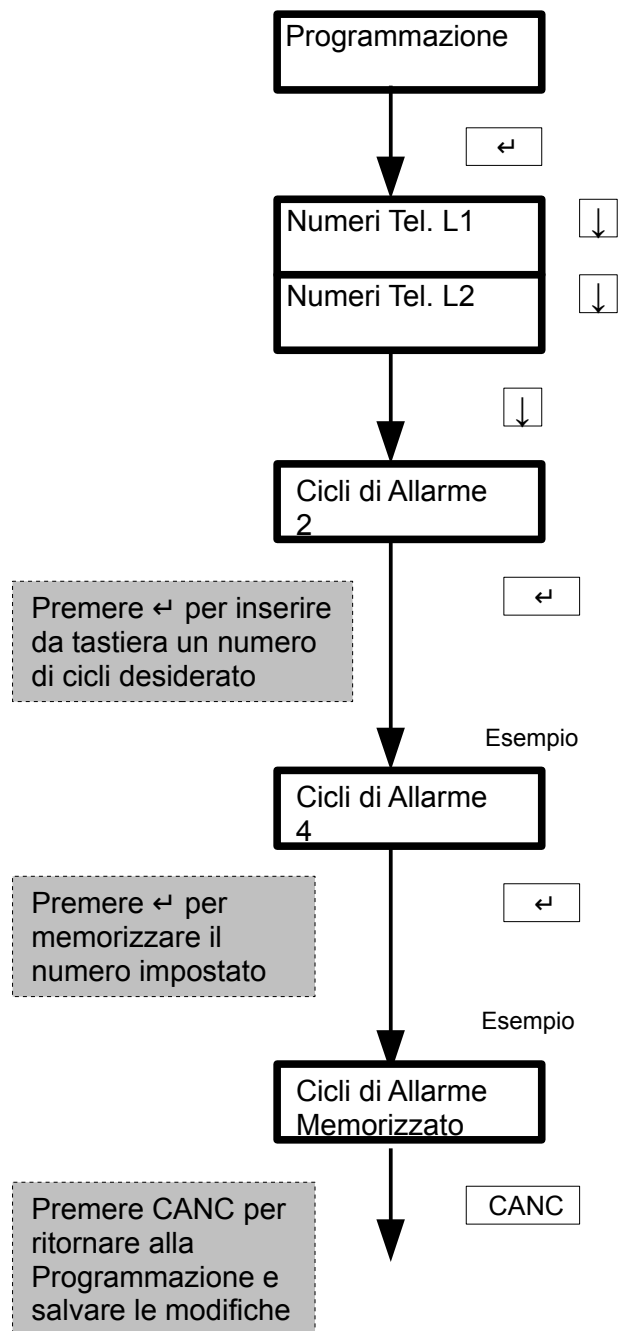 Programmazione
↵
Numeri Tel. L1
↓
Numeri Tel. L2
↓
↓
Cicli di Allarme
2
↵
Premere ↵ per inserire
da tastiera un numero
di cicli desiderato
Esempio
Cicli di Allarme
4
↵
Premere ↵ per
memorizzare il
numero impostato
Esempio
Cicli di Allarme
Memorizzato
CANC
Premere CANC per
ritornare alla
Programmazione e
salvare le modifiche